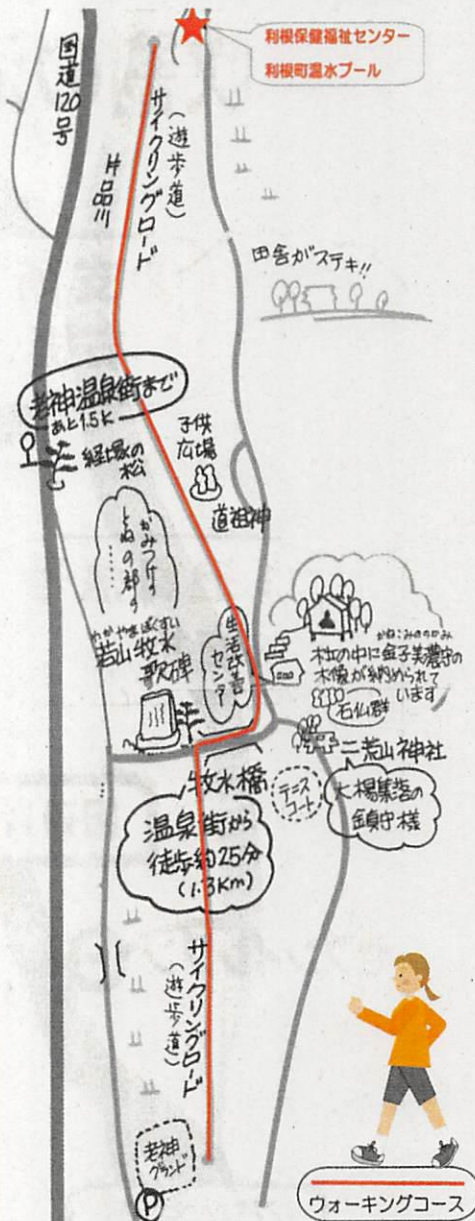 利根保健福祉センター
利根町温水プール
国道120号
サイクリングロード
(遊歩道)
片品川
田舎がステキ!!
老神温泉街まで
あと1.5K
経塚の
松
子供
広場
道祖神
かみつけの
とねの郡の
……
わかやまぼくすい
若山牧水
歌碑
生活改善
センター
かねこみののかみ
社の中に金子美濃守の
木像が納められて
います
石仏群
二荒山神社
大楊集落の
鎮守様
テニス
コート
牧水橋
温泉街から
徒歩約25分
(1.3Km)
サイクリングロード
(遊歩道)
老神
グランド
P
ウォーキングコース